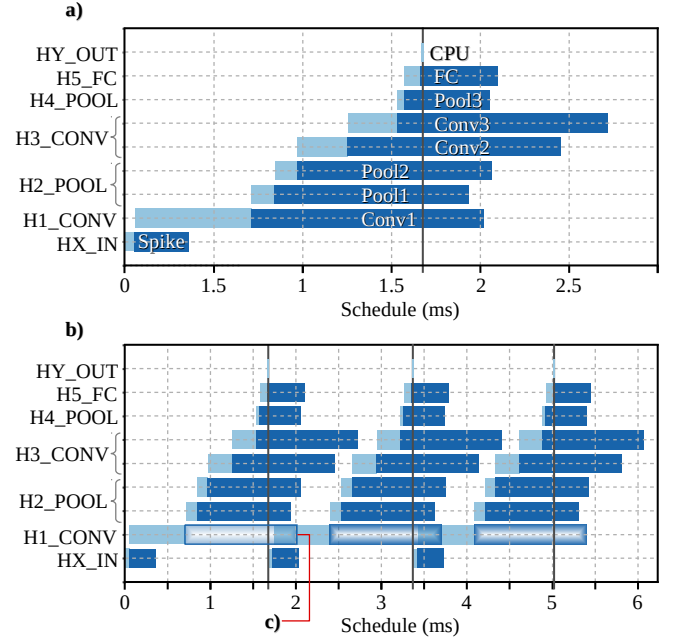 a)
HY_OUT
CPU
H5_FC
FC
H4_POOL
Pool3
Conv3
H3_CONV
Conv2
Pool2
H2_POOL
Pool1
H1_CONV
Conv1
HX_IN
Spike
0 1.5 1 1.5 2 2.5
Schedule (ms)
b)
HY_OUT
H5_FC
H4_POOL
H3_CONV
H2_POOL
H1_CONV
HX_IN
0 1 2 3 4 5 6
c)
Schedule (ms)